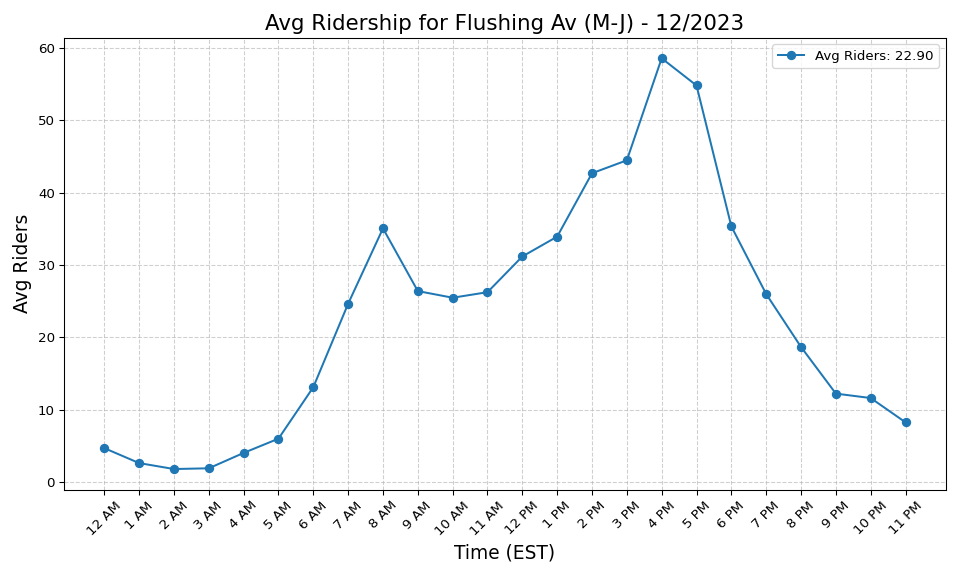 Avg Ridership for Flushing Av (M-J) - 12/2023
Avg Riders: 22.90
Avg Riders
60
50
40
30
20
10
0
12 AM 1 AM 2 AM 3 AM 4 AM 5 AM 6 AM 7 AM 8 AM 9 AM 10 AM 11 AM 12 PM 1 PM 2 PM 3 PM 4 PM 5 PM 6 PM 7 PM 8 PM 9 PM 10 PM 11 PM
Time (EST)